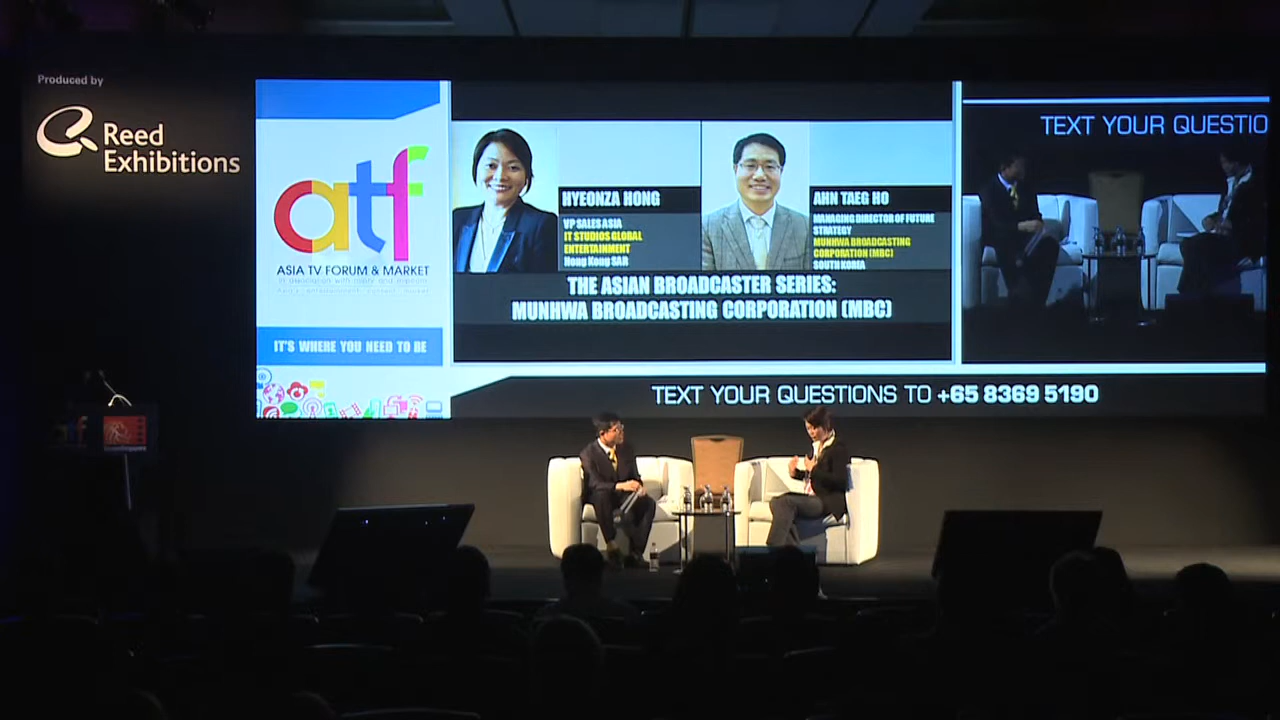 Produced by
Reed
Exhibitions
atf
ASIA TV FORUM & MARKET
IT'S WHERE YOU NEED TO BE
HYEONZA HONG
VP SALES ASIA
IT STUDIOS GLOBAL
ENTERTAINMENT
Hong Kong SAR
AHN TAEG HO
MANAGING DIRECTOR OF FUTURE
STRATEGY
MUNHWA BROADCASTING
CORPORATION (MBC)
SOUTH KOREA
THE ASIAN BROADCASTER SERIES:
MUNHWA BROADCASTING CORPORATION (MBC)
TEXT YOUR QUESTIO
TEXT YOUR QUESTIONS TO +65 8369 5190
atf